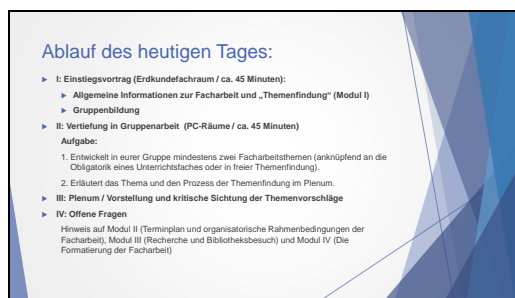 Ablauf des heutigen Tages:
I: Einstiegsvortrag (Erdkundefachraum / ca. 45 Minuten):
Allgemeine Informationen zur Facharbeit und „Themenfindung“ (Modul I)
Gruppenbildung
II: Vertiefung in Gruppenarbeit (PC-Räume / ca. 45 Minuten)
Aufgabe:
1. Entwickelt in eurer Gruppe mindestens zwei Facharbeitsthemen (anknüpfend an die
Obligatorik eines Unterrichtsfaches oder in freier Themenfindung).
2. Erläutert das Thema und den Prozess der Themenfindung im Plenum.
III: Plenum / Vorstellung und kritische Sichtung der Themenvorschläge
IV: Offene Fragen
Hinweis auf Modul II (Terminplan und organisatorische Rahmenbedingungen der
Facharbeit), Modul III (Recherche und Bibliotheksbesuch) und Modul IV (Die
Formatierung der Facharbeit)